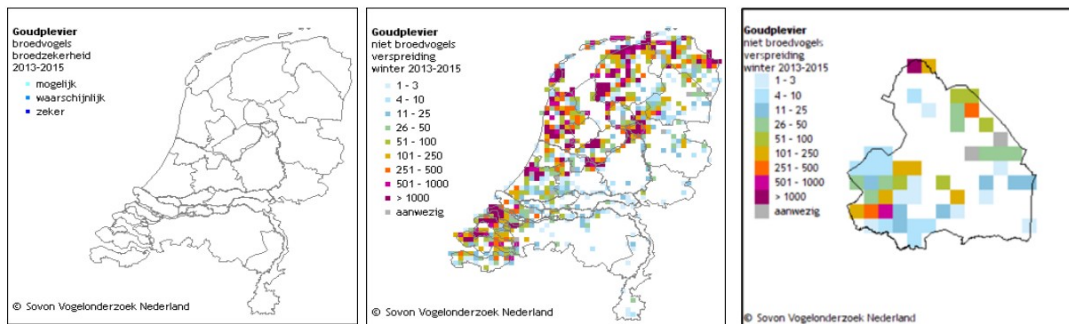 Goudplevier
broedvogels
broedzekerheid
2013-2015
mogelijk
waarschijnlijk
zeker
© Sovon Vogelonderzoek Nederland
Goudplevier
niet broedvogels
verspreiding
winter 2013-2015
1 - 3
4 - 10
11 - 25
26 - 50
51 - 100
101 - 250
251 - 500
501 - 1000
> 1000
aanwezig
© Sovon Vogelonderzoek Nederland
Goudplevier
niet broedvogels
verspreiding
winter 2013-2015
1 - 3
4 - 10
11 - 25
26 - 50
51 - 100
101 - 250
251 - 500
501 - 1000
> 1000
aanwezig
© Sovon Vogelonderzoek Nederland